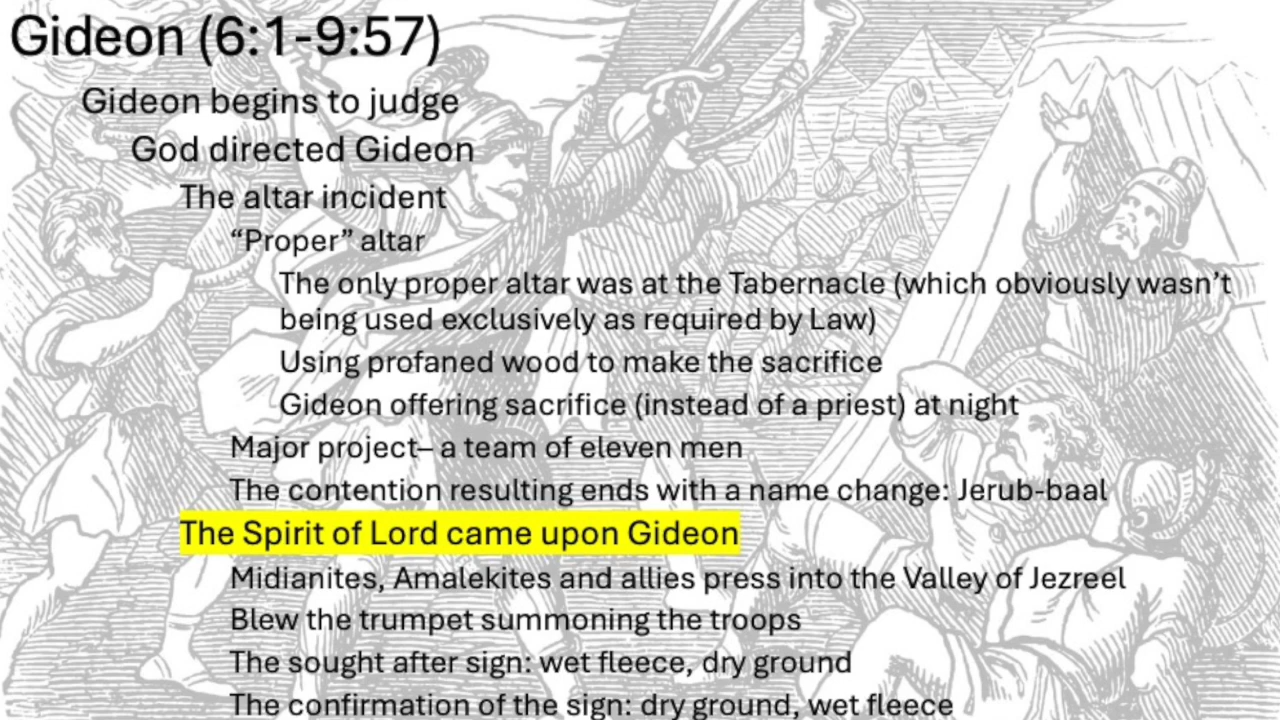 Gideon (6:1-9:57)
Gideon begins to judge
God directed Gideon
The altar incident
“Proper” altar
The only proper altar was at the Tabernacle (which obviously wasn’t
being used exclusively as required by Law)
Using profaned wood to make the sacrifice
Gideon offering sacrifice (instead of a priest) at night
Major project– a team of eleven men
The contention resulting ends with a name change: Jerub-baal
The Spirit of Lord came upon Gideon
Midianites, Amalekites and allies press into the Valley of Jezreel
Blew the trumpet summoning the troops
The sought after sign: wet fleece, dry ground
The confirmation of the sign: dry ground, wet fleece